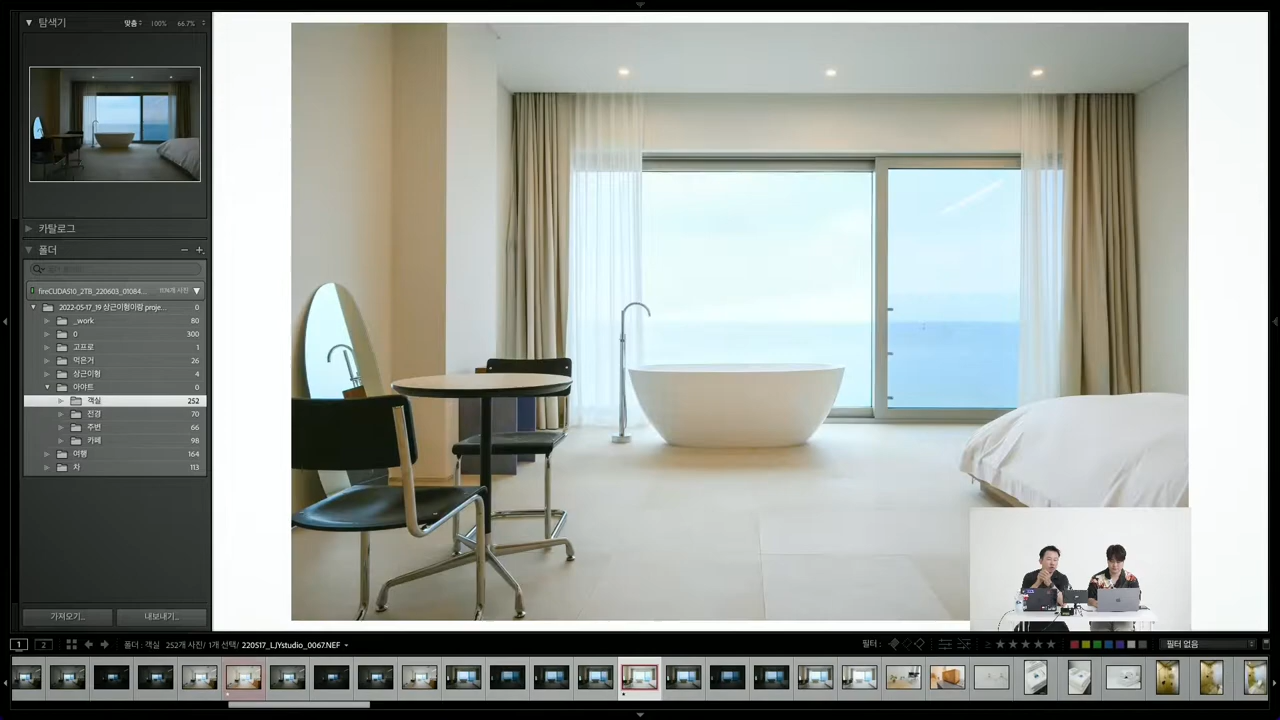 탐색기 맞춤 100% 66.7%
카탈로그
폴더
fireCUDA510_2TB_220603_01084...
2022-05-17_19 상근이형이랑 proje... 0
_work 80
0 300
고프로 1
먹은거 26
상근이형 4
아야트 0
객실 252
전경 70
주변 66
카페 98
여행 164
차 113
가져오기... 내보내기...
1 2 폴더 : 객실 252개 사진/ 1개 선택/ 220517_LJYstudio_0067.NEF 필터 : 필터 없음